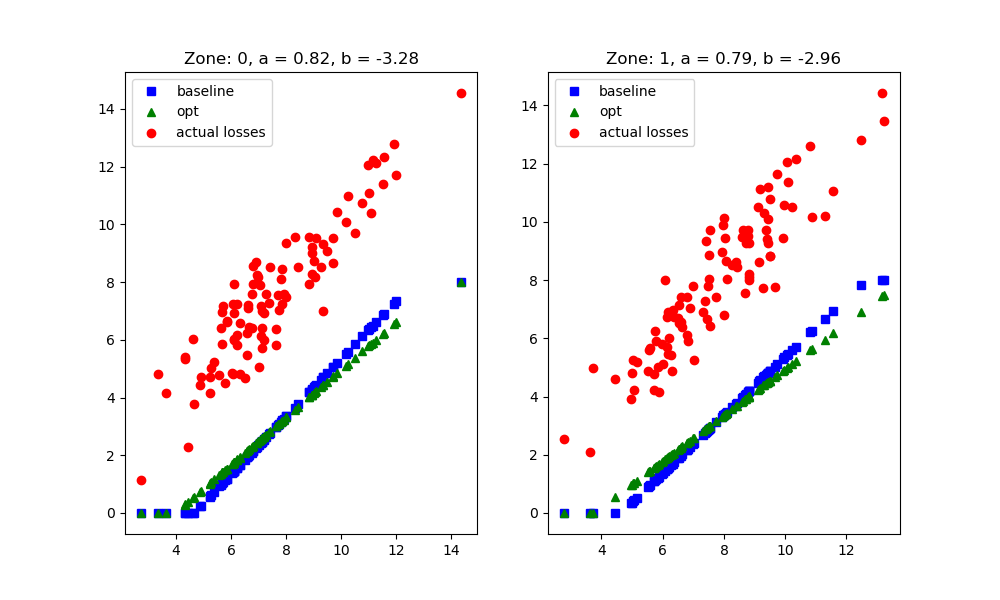 Zone: 0, a = 0.82, b = -3.28
baseline
opt
actual losses
14
12
10
8
6
4
2
0
4 6 8 10 12 14
Zone: 1, a = 0.79, b = -2.96
baseline
opt
actual losses
14
12
10
8
6
4
2
0
4 6 8 10 12